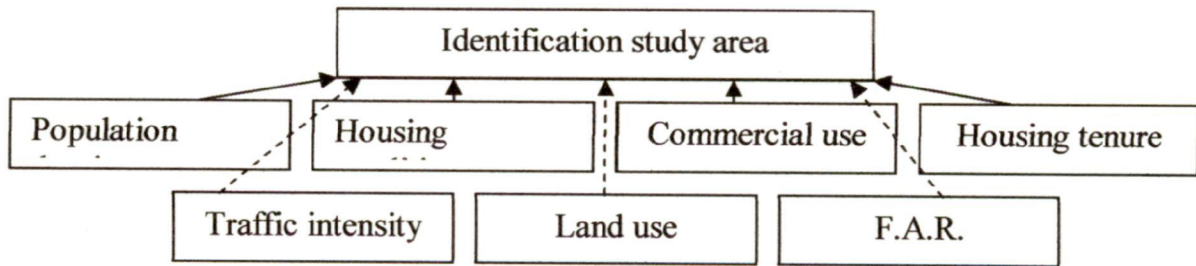 Identification study area
Population
Housing
Commercial use
Housing tenure
Traffic intensity
Land use
F.A.R.